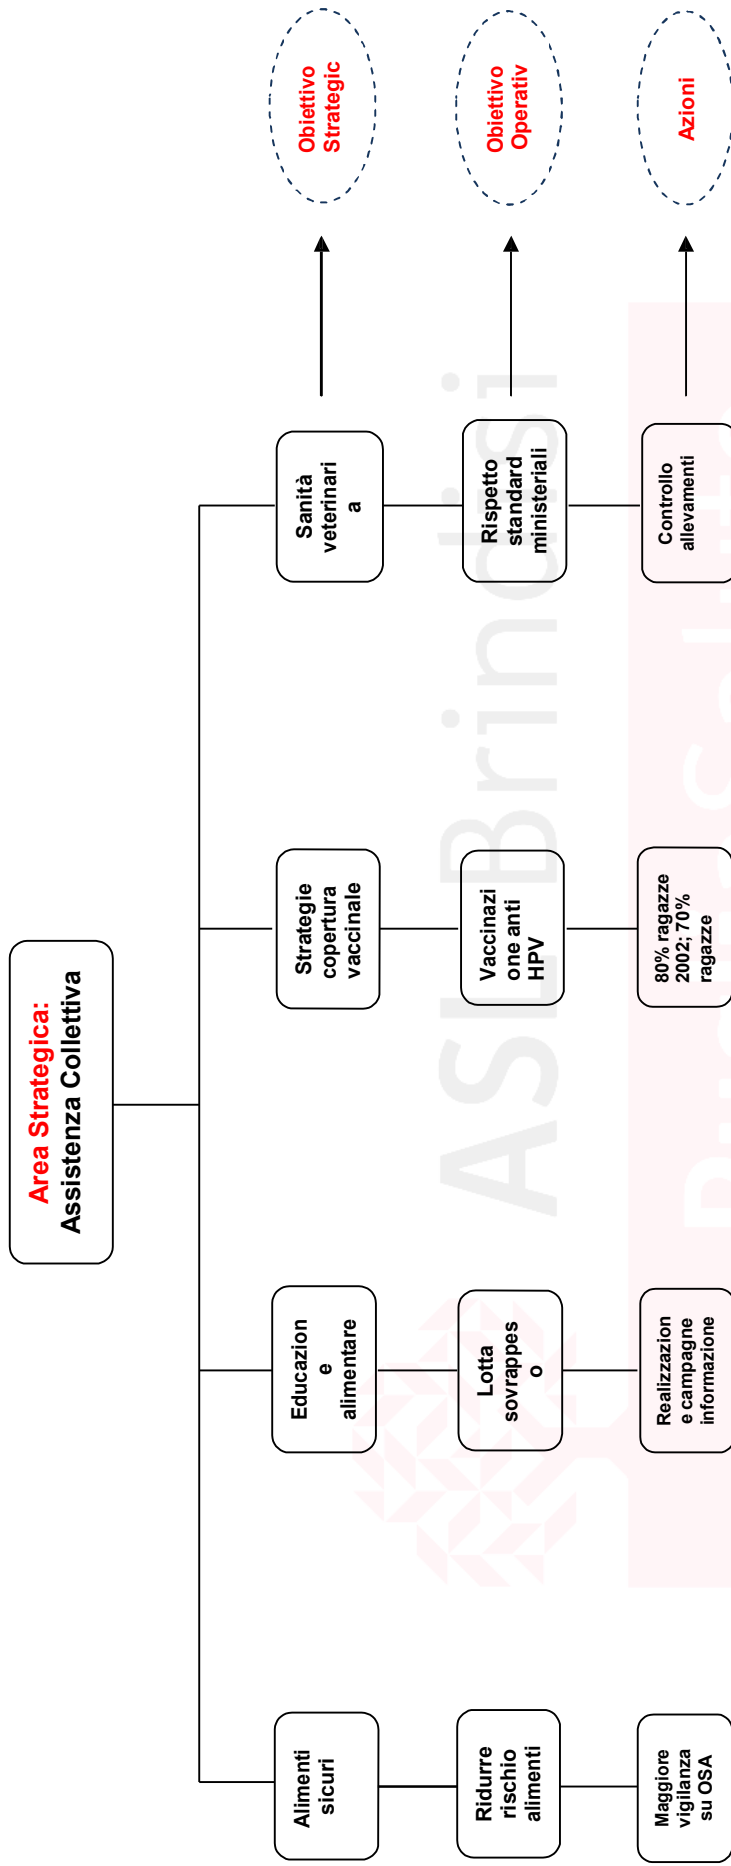 Area Strategica:
Assistenza Collettiva
Alimenti
sicuri
Educazion
e
alimentare
Strategie
copertura
vaccinale
Sanità
veterinari
a
Obiettivo
Strategic
Ridurre
rischio
alimenti
Lotta
sovrappes
o
Vaccinazi
one anti
HPV
Rispetto
standard
ministeriali
Obiettivo
Operativ
Maggiore
vigilanza
su OSA
Realizzazion
e campagne
informazione
80% ragazze
2002; 70%
ragazze
Controllo
allevamenti
Azioni
ASL Brindisi
PugliaSalute